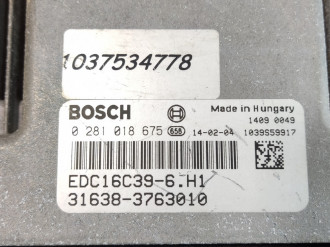 1037534778
Made in Hungary
1409 0049
BOSCH
0 281 018 675 656 14-02-04 1039S59917
EDC16C39-6.H1
31638-3763010